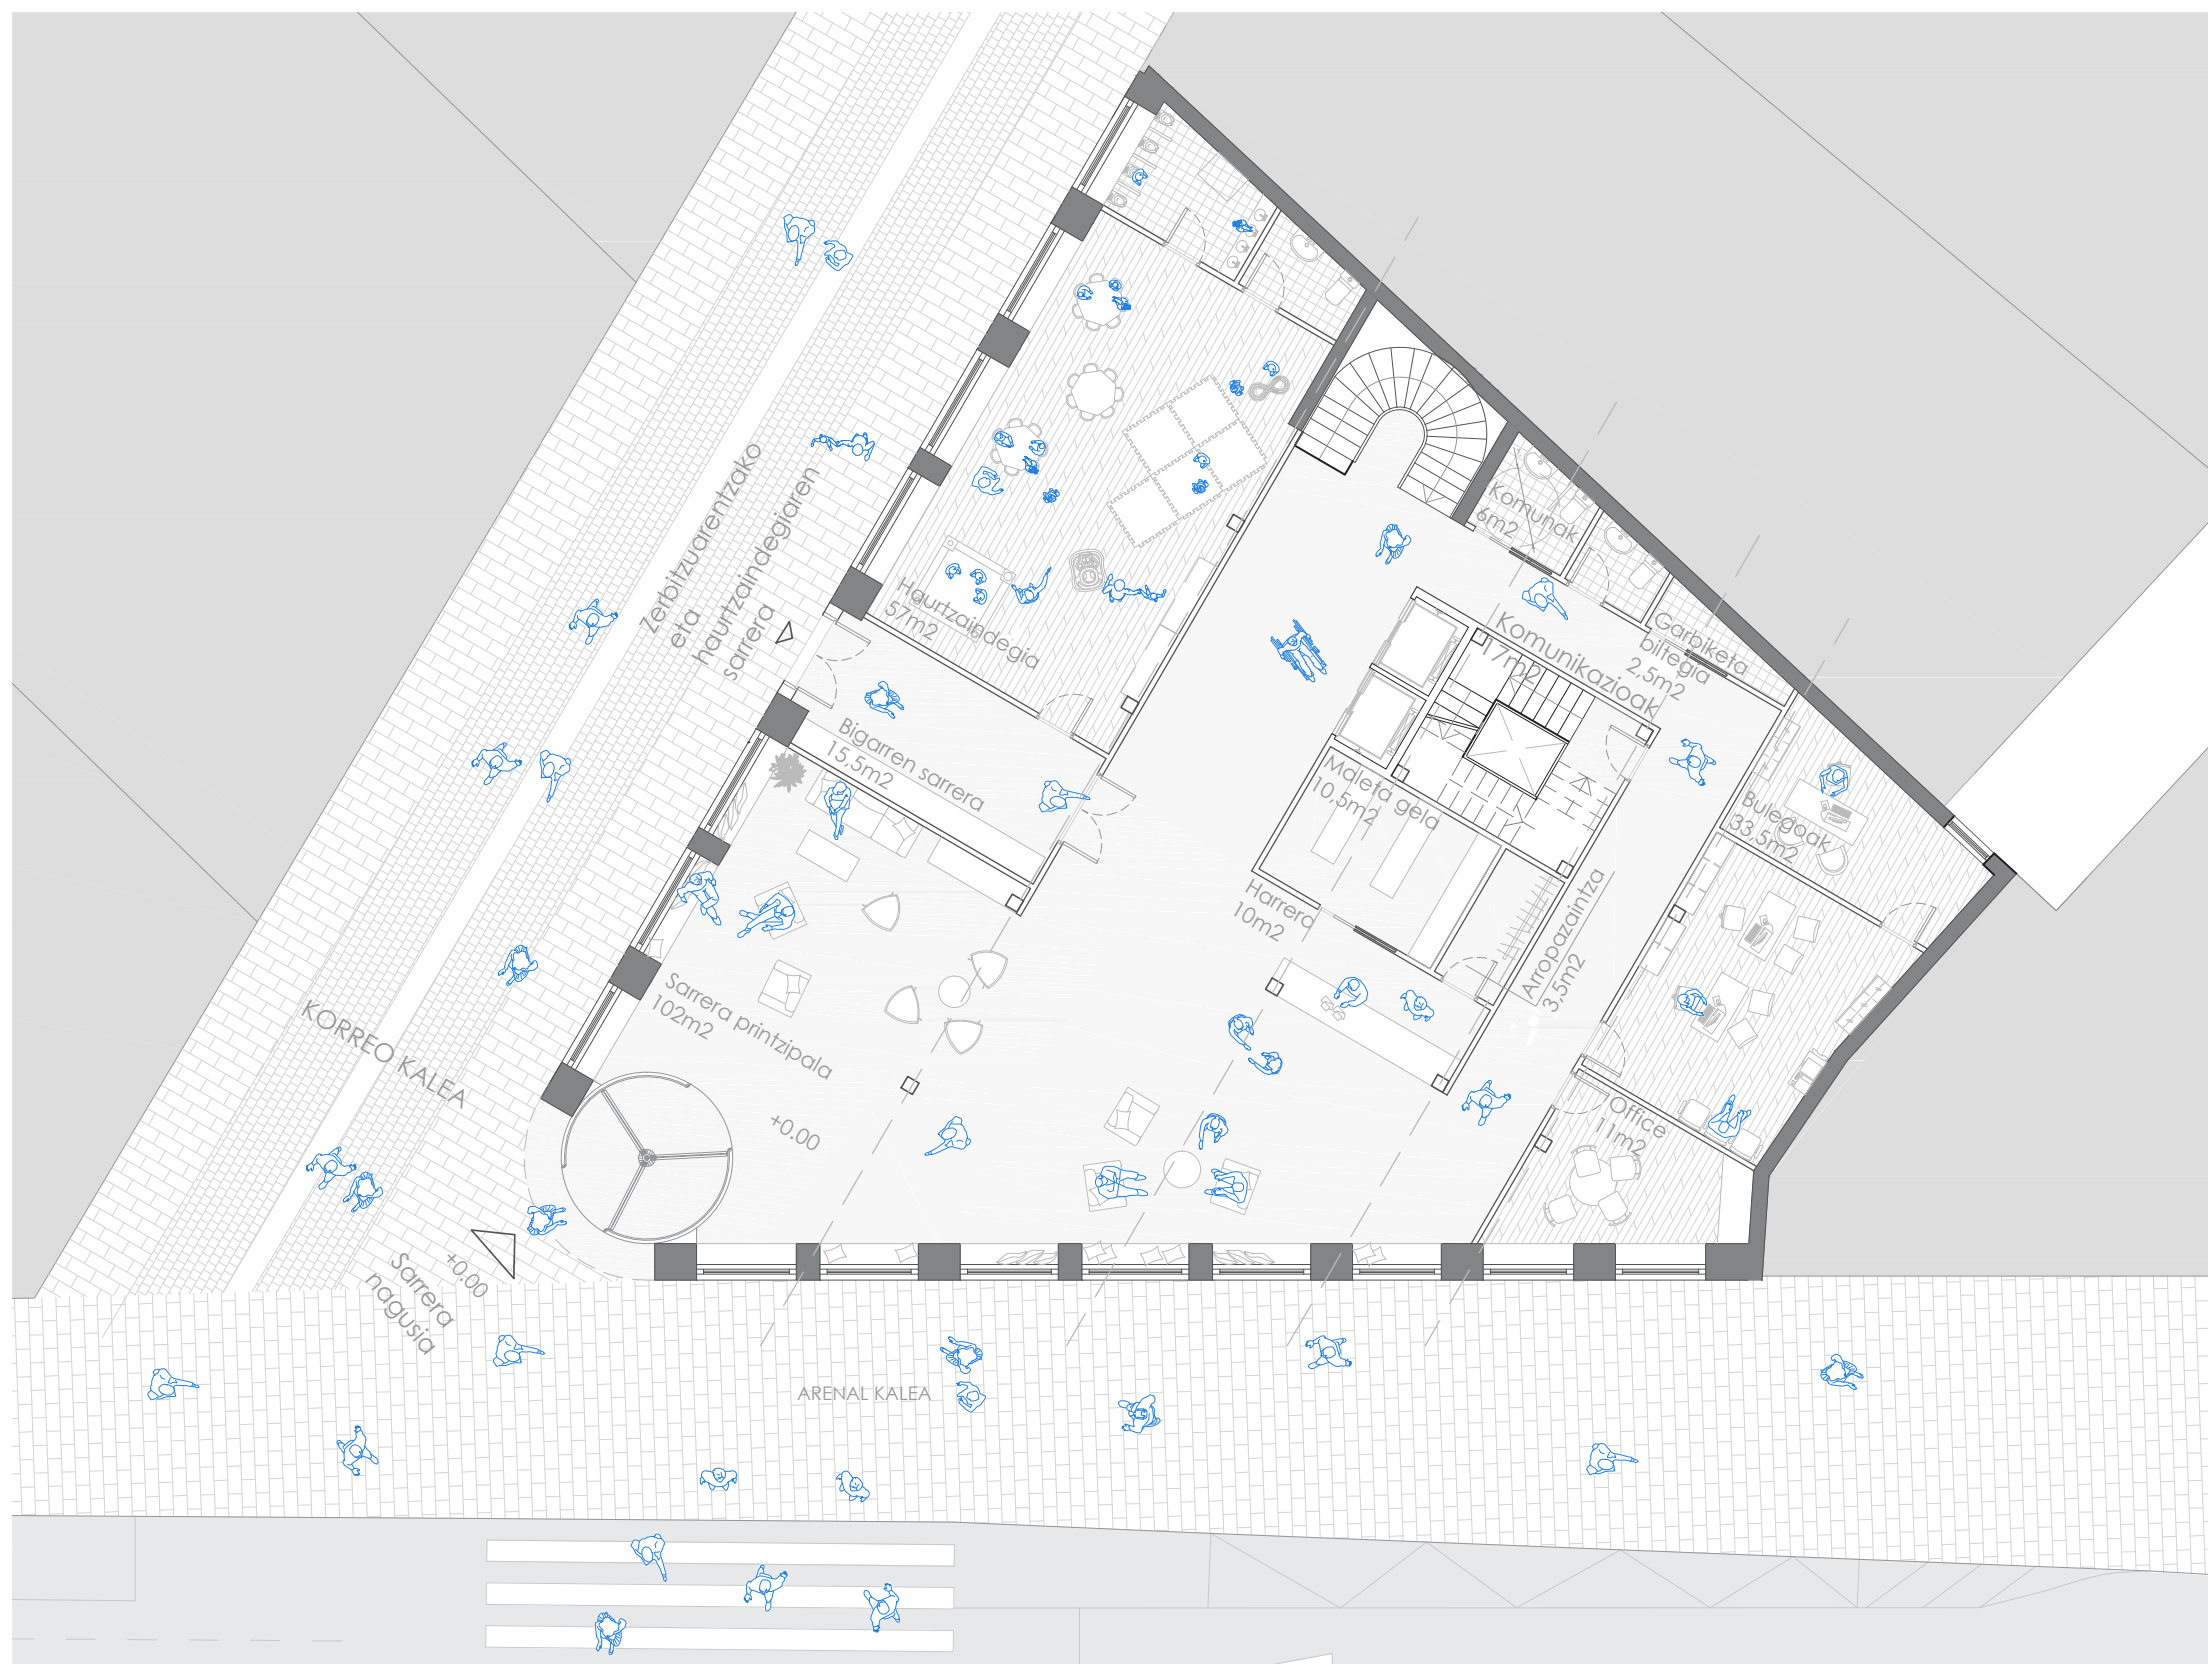 Komunak
6m2
Zerbitzuarentzako
eta
haurtzaindegiaren
sarrera
Haurtzaindegia
57m2
Komunikazioak
17m2
Garbiketa
biltegia
2,5m2
Bigarren sarrera
15,5m2
Maleta gela
10,5m2
Bulegoak
33,5m2
Harrera
10m2
Arropazaintza
3,5m2
Sarrera printzipala
102m2
KORREO KALEA
+0.00
Office
11m2
+0.00
Sarrera
nagusia
ARENAL KALEA